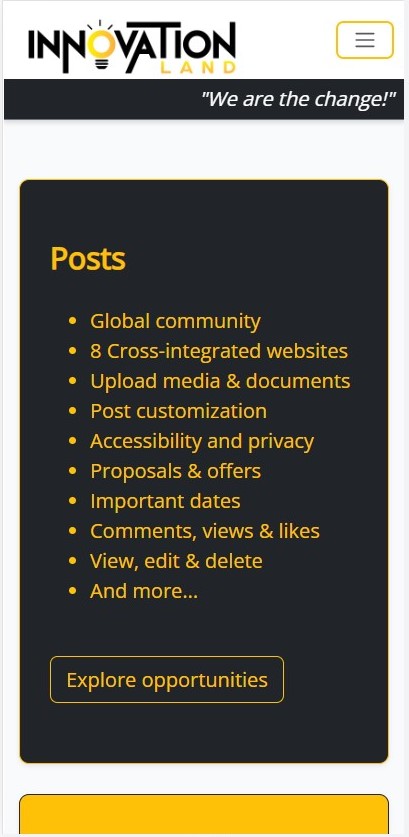 INNOVATION
LAND
"We are the change!"
Posts
Global community
8 Cross-integrated websites
Upload media & documents
Post customization
Accessibility and privacy
Proposals & offers
Important dates
Comments, views & likes
View, edit & delete
And more...
Explore opportunities